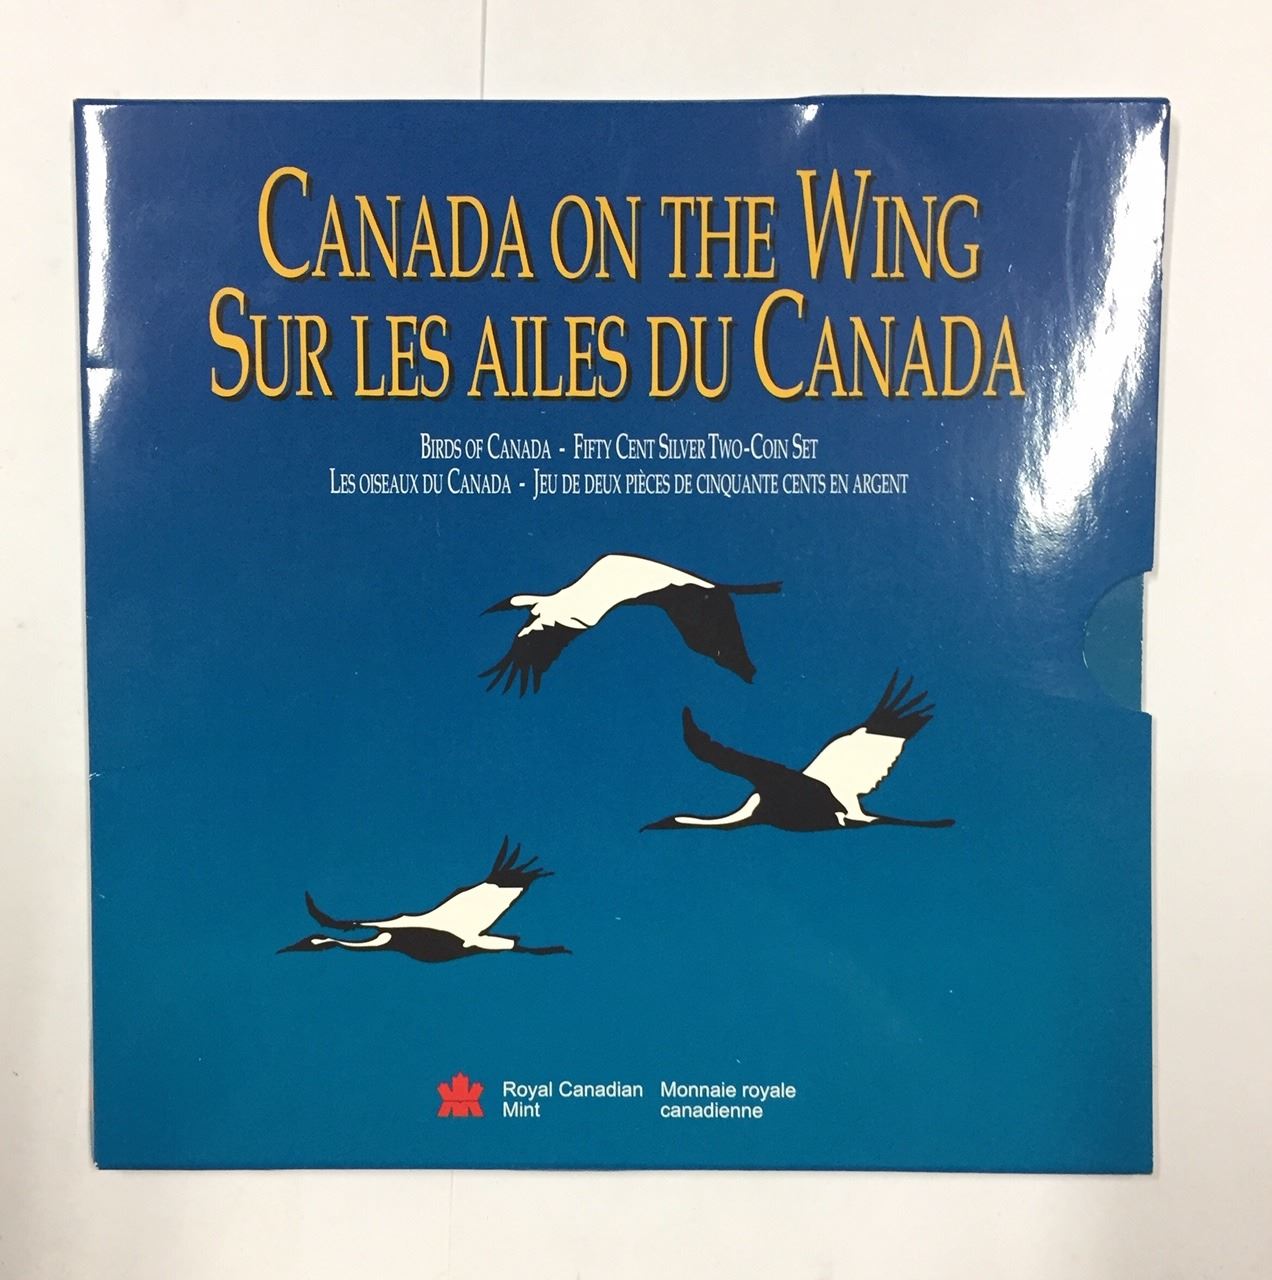 CANADA ON THE WING
SUR LES AILES DU CANADA
BIRDS OF CANADA - FIFTY CENT SILVER TWO-COIN SET
LES OISEAUX DU CANADA - JEU DE DEUX PIÈCES DE CINQUANTE CENTS EN ARGENT
Royal Canadian Mint
Monnaie royale canadienne